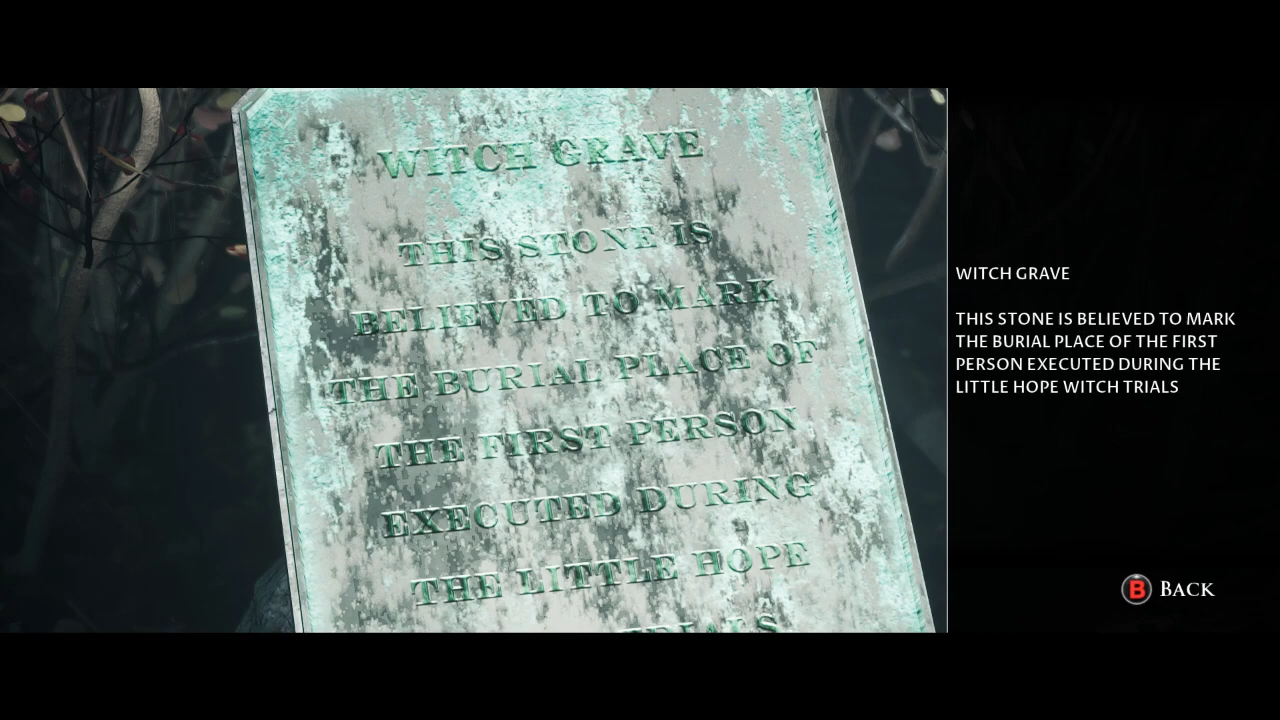 WITCH GRAVE
THIS STONE IS
BELIEVED TO MARK
THE BURIAL PLACE OF
THE FIRST PERSON
EXECUTED DURING
THE LITTLE HOPE
TRIALS
WITCH GRAVE
THIS STONE IS BELIEVED TO MARK
THE BURIAL PLACE OF THE FIRST
PERSON EXECUTED DURING THE
LITTLE HOPE WITCH TRIALS
B BACK